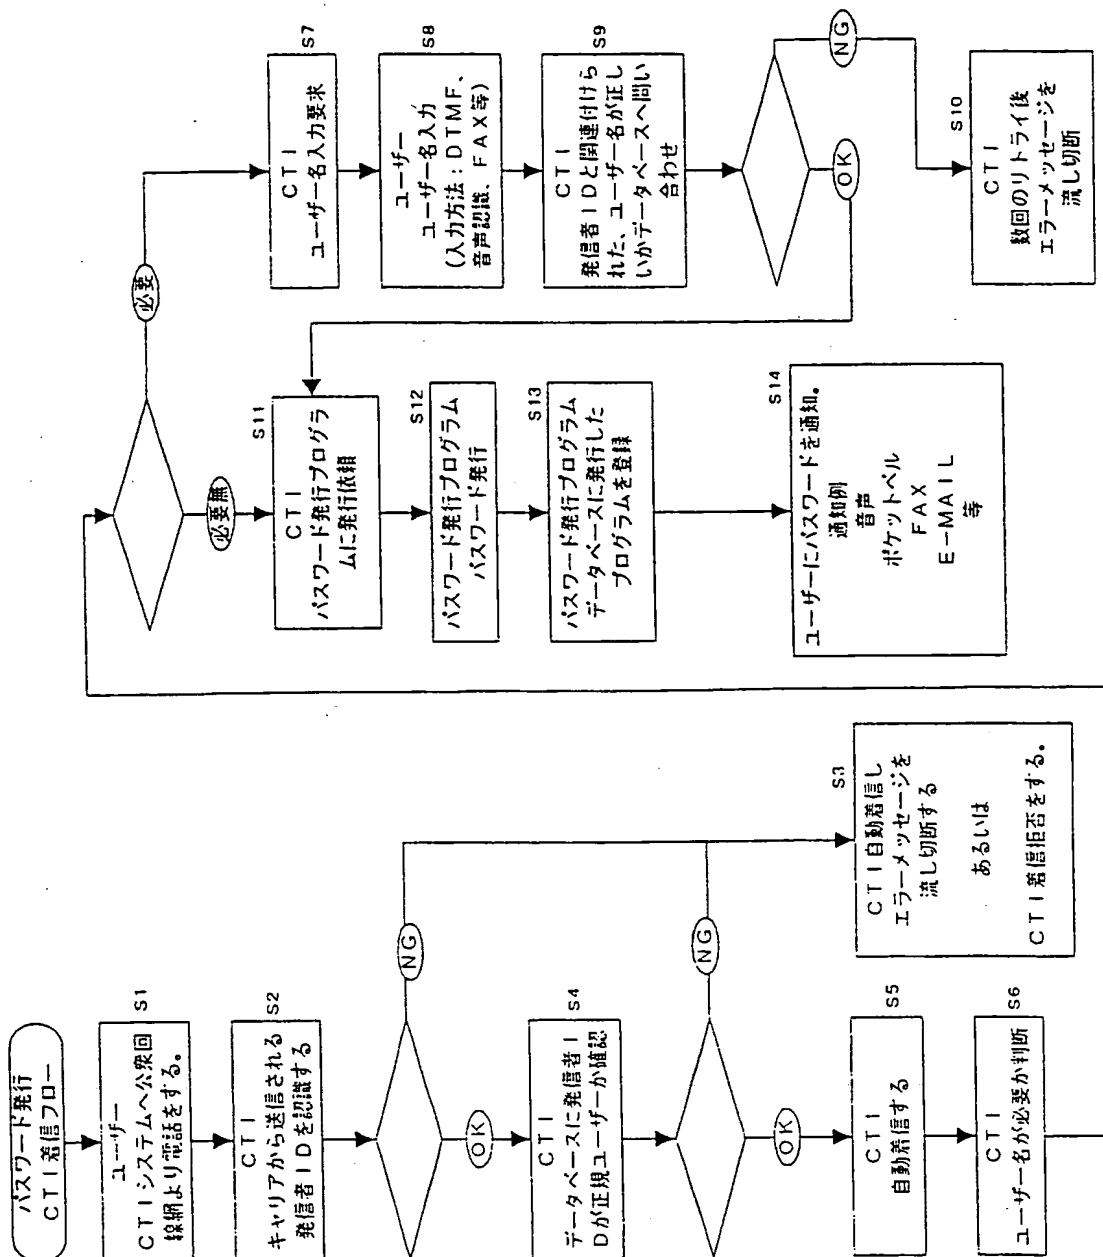 パスワード発行
CTI着信フロー
S1
ユーザー
CTIシステムへ公衆回
線網より電話をする。
S2
CTI
キャリアから送信される
発信者IDを認識する
NG
OK
S3
CTI自動着信し
エラーメッセージを
流し切断する
あるいは
CTI着信拒否をする。
S4
CTI
データベースに発信者I
Dが正規ユーザーか確認
NG
OK
S5
CTI
自動着信する
S6
CTI
ユーザー名が必要か判断
必要
必要無
S7
CTI
ユーザー名入力要求
S8
ユーザー
ユーザー名入力
(入力方法:DTMF、
音声認識、FAX等)
S9
CTI
発信者IDと関連付けら
れた、ユーザー名が正し
いかデータベースへ問い
合わせ
NG
OK
S10
CTI
数回のリトライ後
エラーメッセージを
流し切断
S11
CTI
パスワード発行プログラ
ムに発行依頼
S12
パスワード発行プログラム
パスワード発行
S13
パスワード発行プログラム
データベースに発行した
プログラムを登録
S14
ユーザーにパスワードを通知。
通知例
音声
ポケットベル
FAX
E-MAIL
等